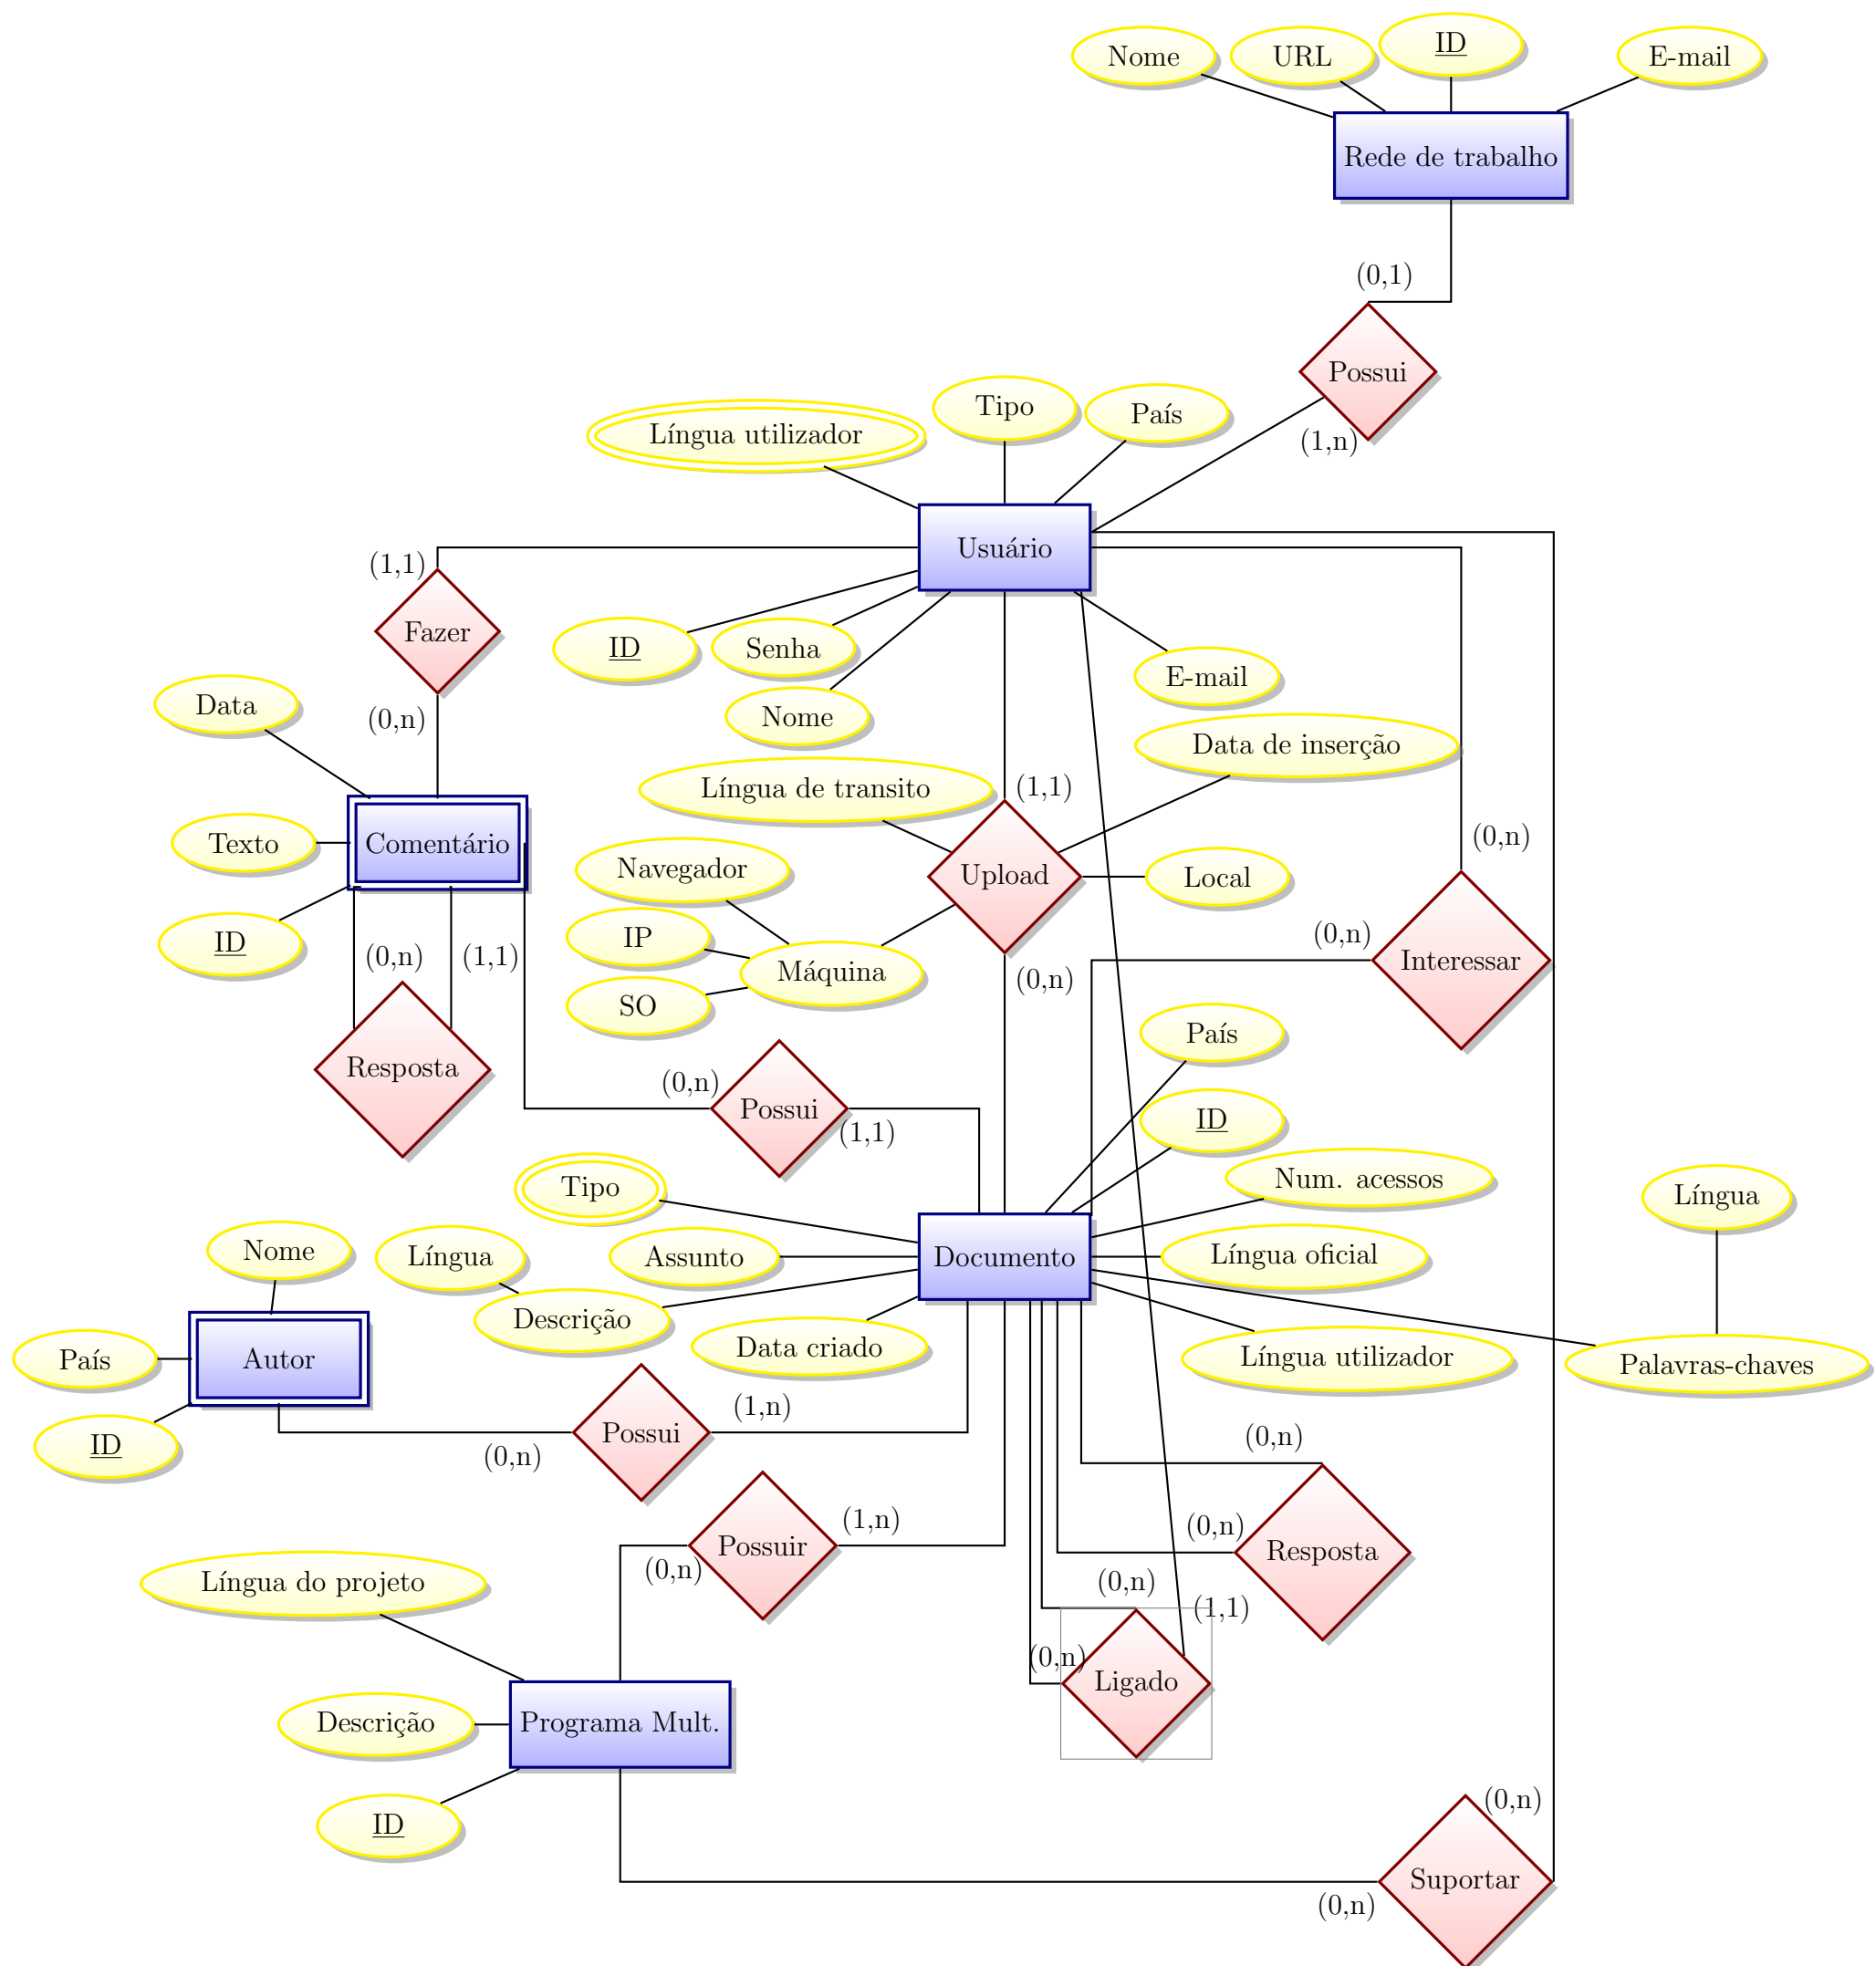 Nome
URL
ID
E-mail
Rede de trabalho
(0,1)
Possui
(1,n)
Língua utilizador
Tipo
País
Usuário
(1,1)
Fazer
(0,n)
ID
Senha
Nome
E-mail
Data de inserção
Data
Texto
ID
Comentário
(0,n)
(1,1)
Resposta
Língua de transito
(1,1)
Navegador
IP
SO
Máquina
Upload
Local
(0,n)
(0,n)
(0,n)
Interessar
País
ID
(0,n)
Possui
(1,1)
Tipo
Num. acessos
Língua
Nome
Língua
Assunto
Documento
Língua oficial
Descrição
Data criado
Língua utilizador
Palavras-chaves
País
Autor
ID
(0,n)
Possui
(1,n)
(0,n)
(0,n)
Resposta
(0,n)
Possuir
(1,n)
(0,n)
(1,1)
(0,n)
Ligado
Língua do projeto
Descrição
Programa Mult.
ID
(0,n)
Suportar
(0,n)